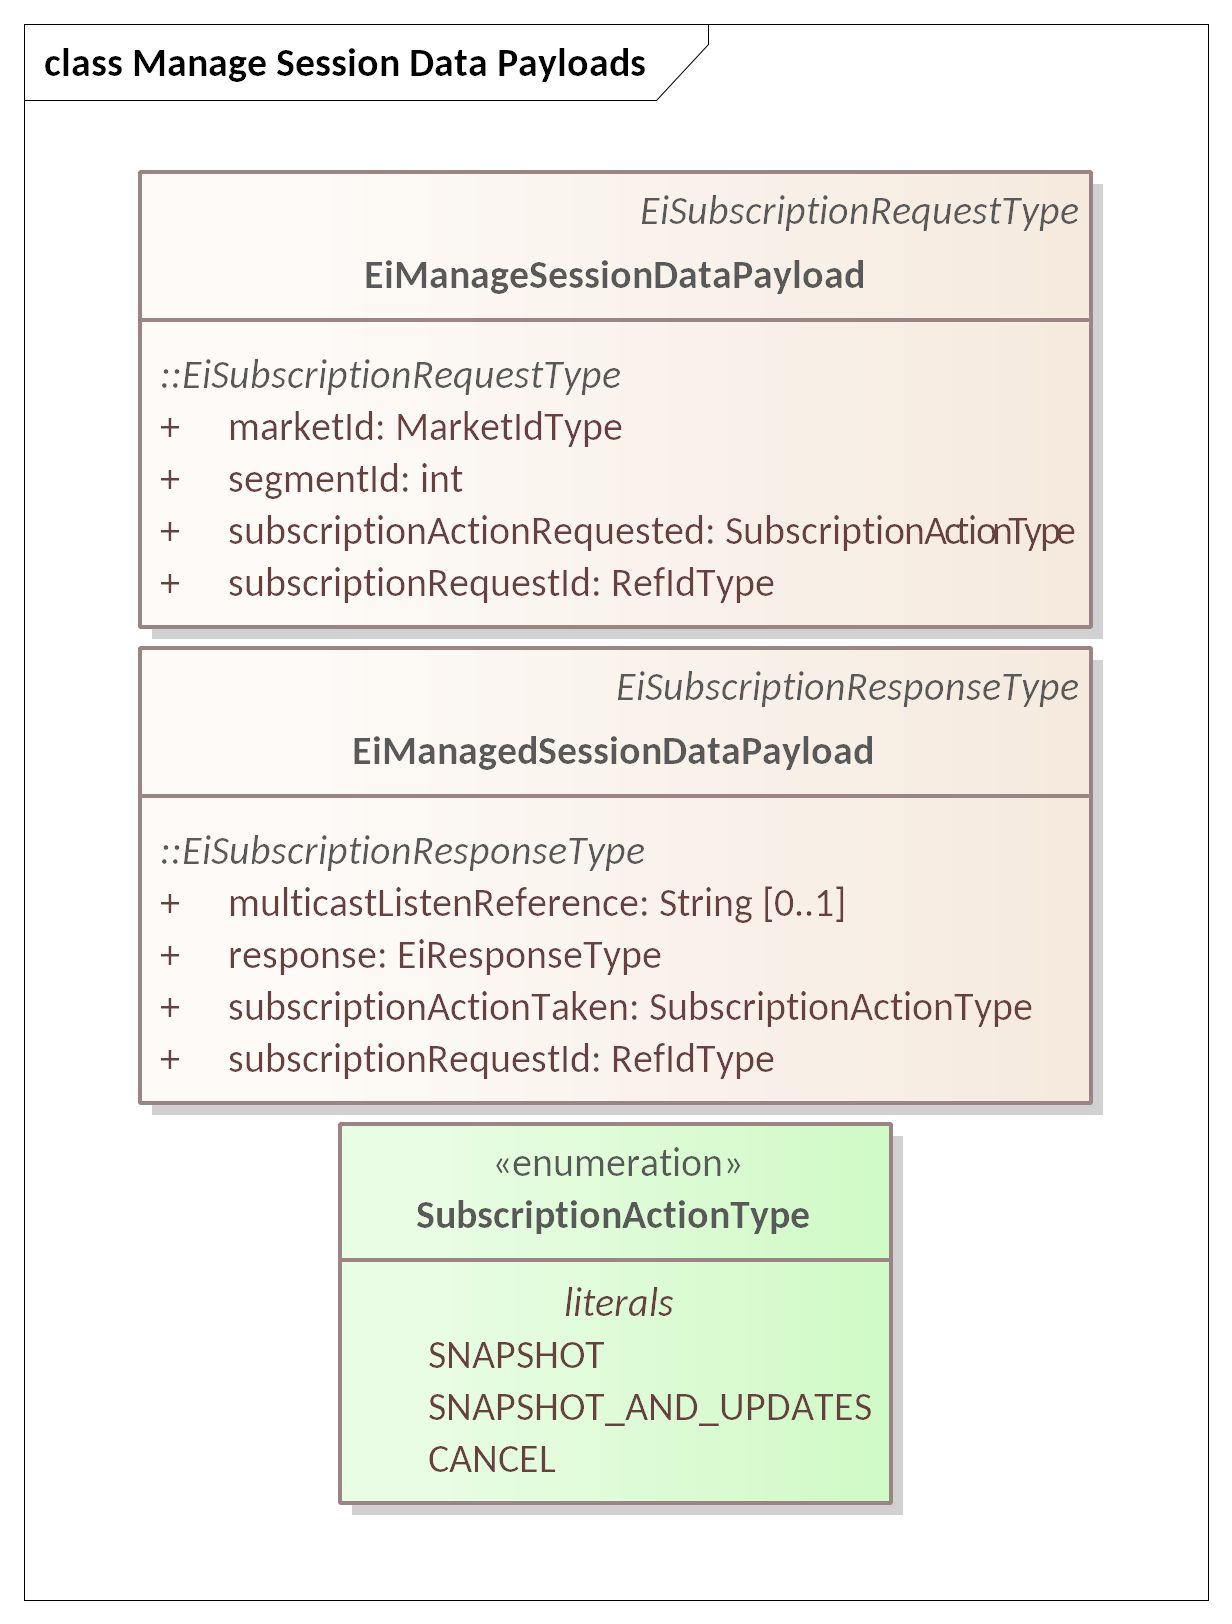 class Manage Session Data Payloads
EiSubscriptionRequestType
EiManageSessionDataPayload
::EiSubscriptionRequestType
+ marketId: MarketIdType
+ segmentId: int
+ subscriptionActionRequested: SubscriptionActionType
+ subscriptionRequestId: RefIdType
EiSubscriptionResponseType
EiManagedSessionDataPayload
::EiSubscriptionResponseType
+ multicastListenReference: String [0..1]
+ response: EiResponseType
+ subscriptionActionTaken: SubscriptionActionType
+ subscriptionRequestId: RefIdType
«enumeration»
SubscriptionActionType
literals
SNAPSHOT
SNAPSHOT_AND_UPDATES
CANCEL